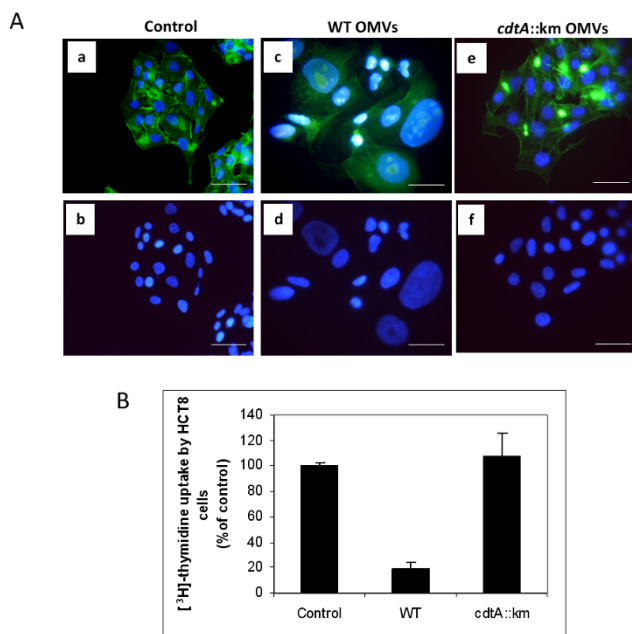 A
Control
WT OMVs
cdtA::km OMVs
a
c
e
b
d
f
B
[³H]-thymidine uptake by HCT8
cells
(% of control)
140
120
100
80
60
40
20
0
Control
WT
cdtA::km